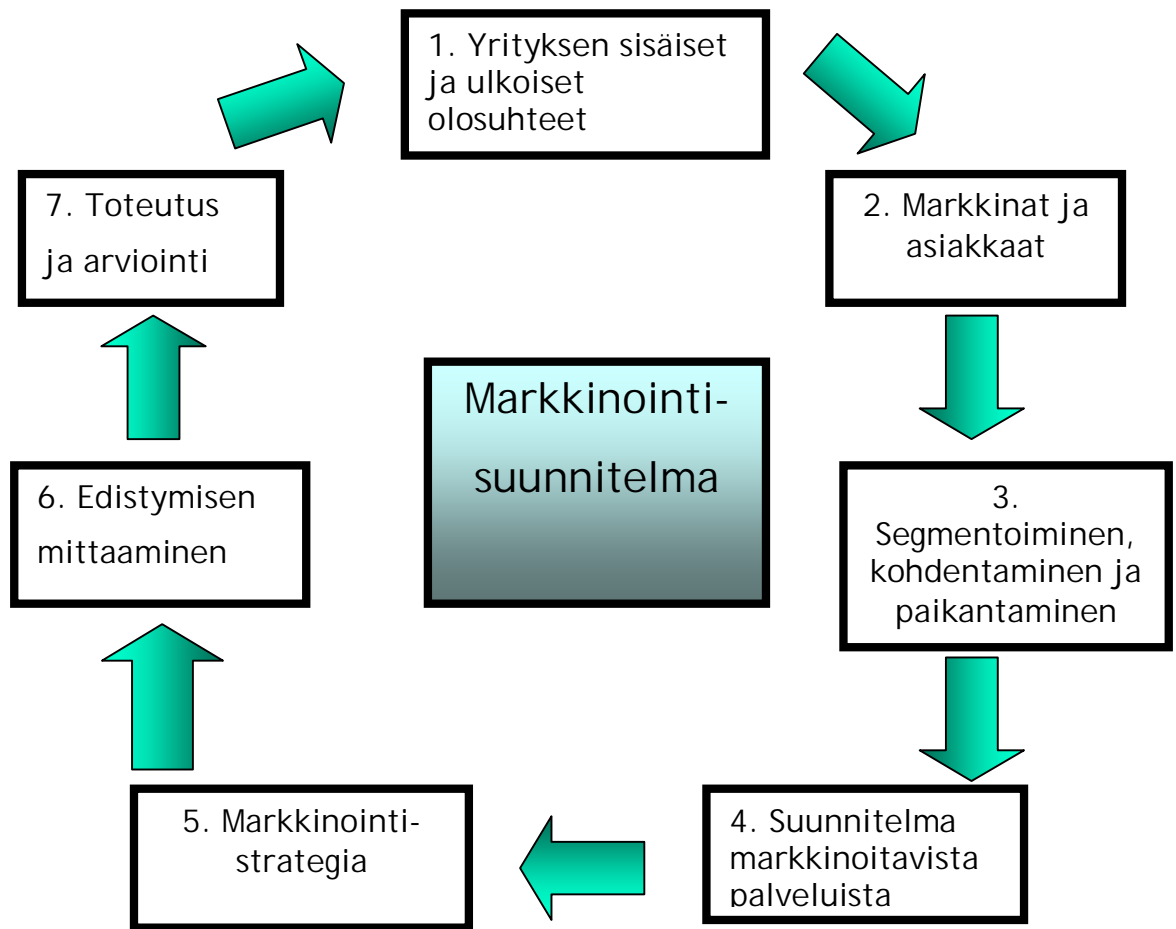 1. Yrityksen sisäiset
ja ulkoiset
olosuhteet
2. Markkinat ja
asiakkaat
3.
Segmentoiminen,
kohdentaminen ja
paikantaminen
4. Suunnitelma
markkinoitavista
palveluista
5. Markkinointi-
strategia
6. Edistymisen
mittaaminen
7. Toteutus
ja arviointi
Markkinointi-
suunnitelma